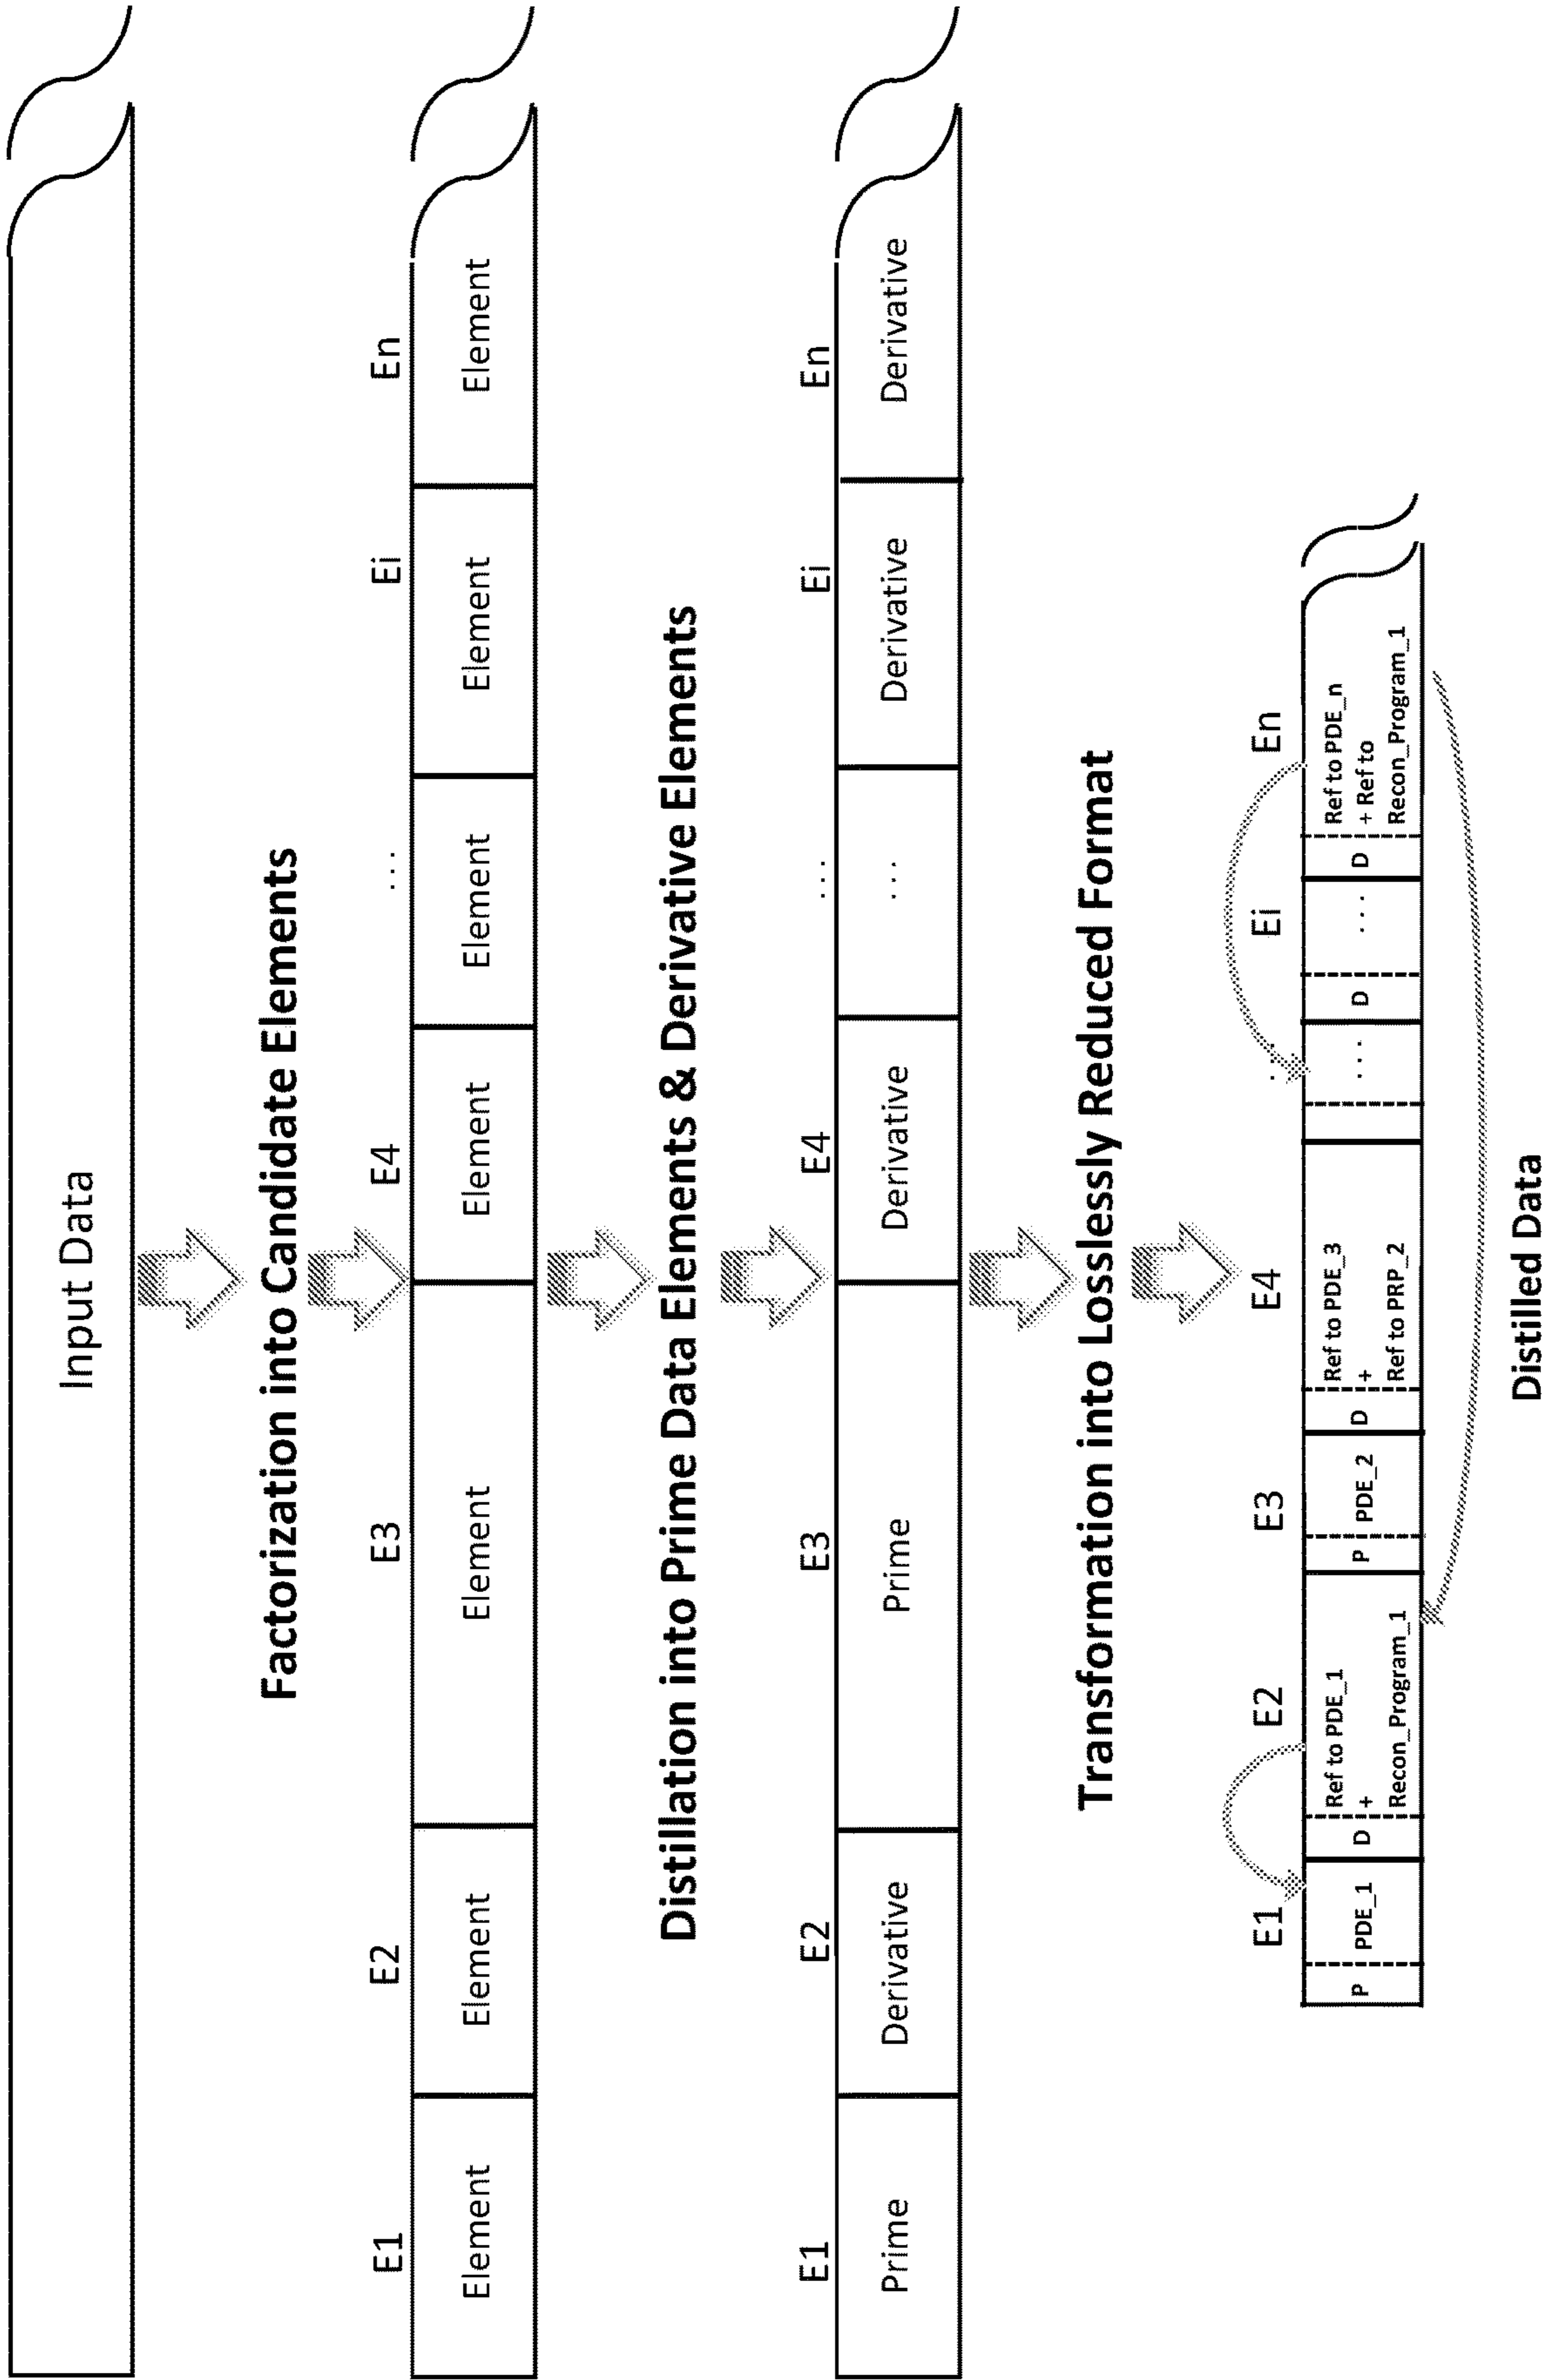 Input Data
Factorization into Candidate Elements
E1 E2 E3 E4 ... Ei En
Element Element Element Element Element Element Element
Distillation into Prime Data Elements & Derivative Elements
E1 E2 E3 E4 ... Ei En
Prime Derivative Prime Derivative ... Derivative Derivative
Transformation into Losslessly Reduced Format
E1 E2 E3 E4 .. Ei En
P PDE_1
D Ref to PDE_1
+
Recon_Program_1
P PDE_2
D Ref to PDE_3
+
Ref to PRP_2
...
D ...
D Ref to PDE_n
+ Ref to
Recon_Program_1
Distilled Data